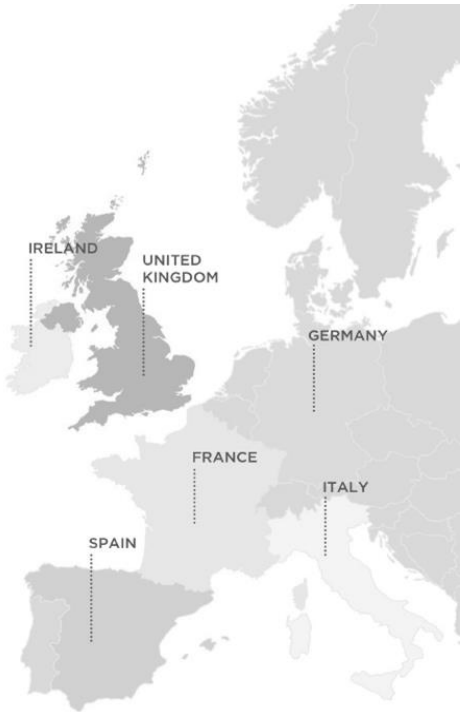 IRELAND
UNITED
KINGDOM
GERMANY
FRANCE
ITALY
SPAIN